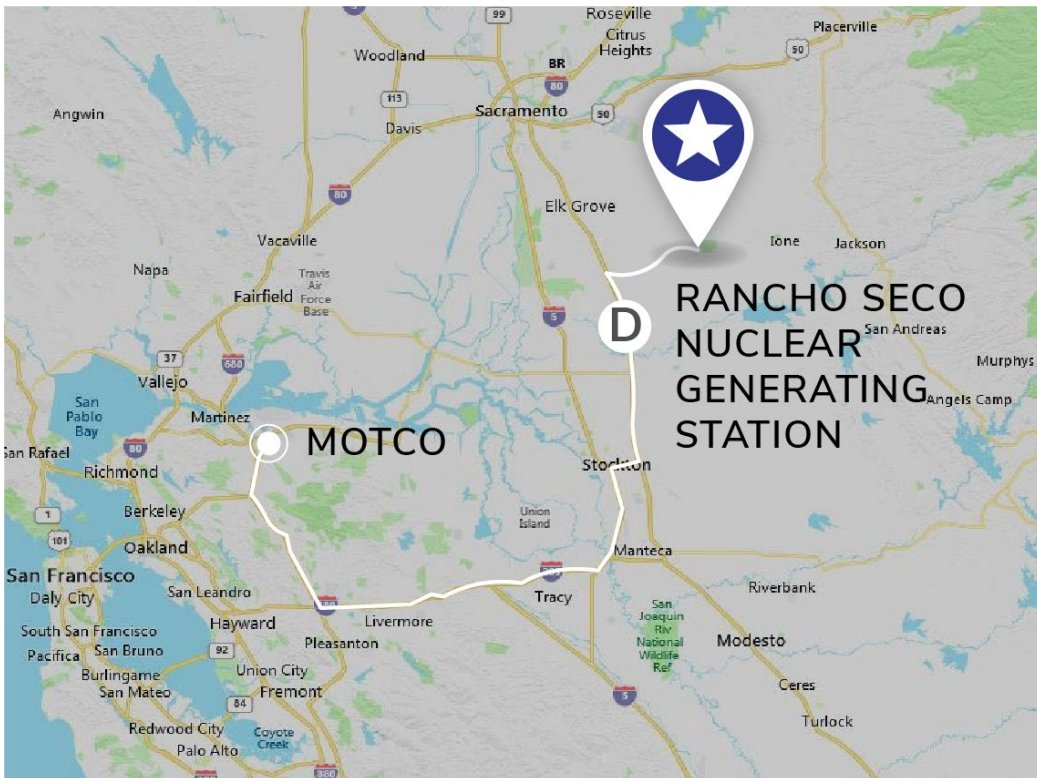 Roseville
99
Placerville
Citrus
Heights
50
Woodland
BR
80
Sacramento
50
113
Davis
Angwin
80
Elk Grove
Vacaville
Ione
Jackson
Napa
Travis
Air
Force
Base
Fairfield
RANCHO SECO
NUCLEAR
GENERATING
STATION
5
D
San Andreas
Murphys
Angels Camp
37
680
Vallejo
San
Pablo
Bay
Martinez
MOTCO
San Rafael
80
Richmond
Stockton
1
Berkeley
Union
Island
101
Oakland
Manteca
San Francisco
Daly City
San Leandro
Tracy
Riverbank
Hayward
Livermore
San
Joaquin
Riv
National
Wildlife
Ref
South San Francisco
Pleasanton
Modesto
Pacifica
San Bruno
92
Burlingame
Union City
San Mateo
Fremont
Ceres
84
5
Redwood City
Coyote
Creek
Turlock
Palo Alto
880